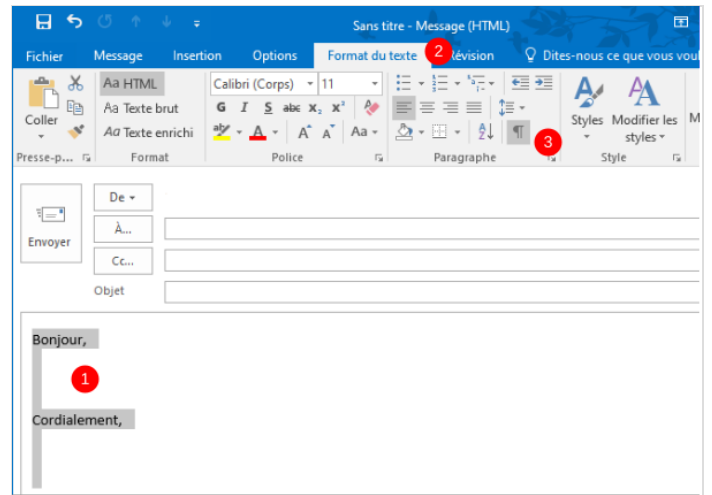 Sans titre - Message (HTML)
Fichier Message Insertion Options Format du texte 2 Révision Dites-nous ce que vous voul
Coller
Presse-p...
Aa HTML
Aa Texte brut
Aa Texte enrichi
Format
Calibri (Corps) 11
G I S abc X₂ X²
ab A A A Aa
Police
¶ 3
Paragraphe
Styles Modifier les styles
Style
M
Envoyer
De
À...
Cc...
Objet
Bonjour,
1
Cordialement,